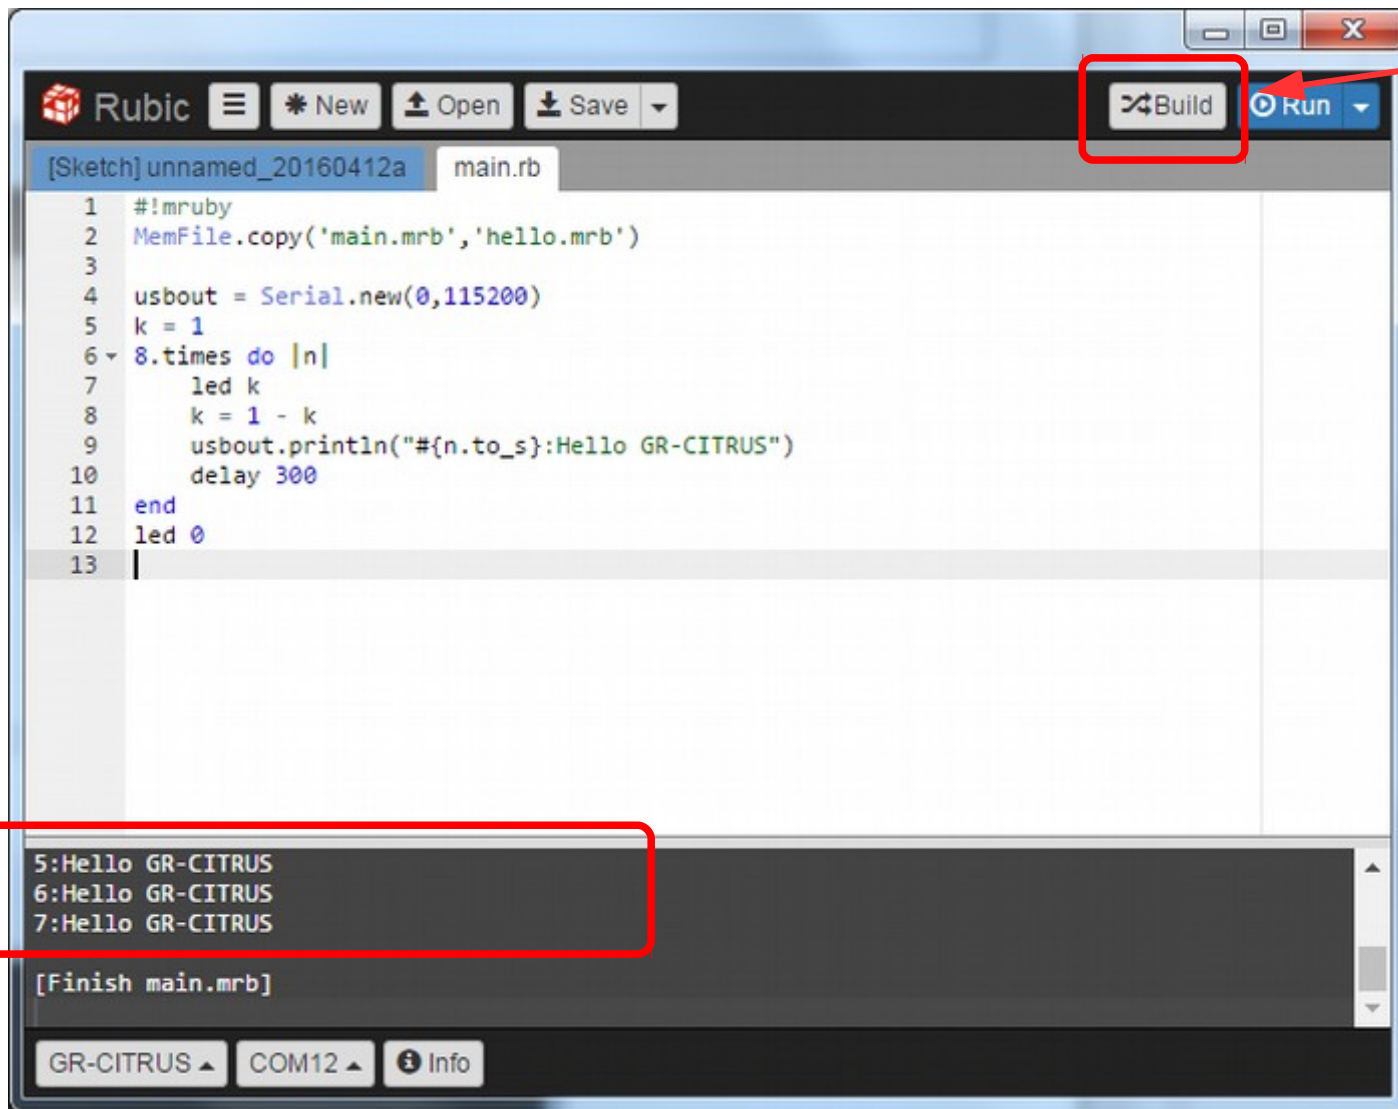 Rubic New Open Save Build Run
[Sketch] unnamed_20160412a main.rb
1 #!mruby
2 MemFile.copy('main.mrb','hello.mrb')
3
4 usbout = Serial.new(0,115200)
5 k = 1
6 8.times do |n|
7 led k
8 k = 1 - k
9 usbout.println("#{n.to_s}:Hello GR-CITRUS")
10 delay 300
11 end
12 led 0
13
5:Hello GR-CITRUS
6:Hello GR-CITRUS
7:Hello GR-CITRUS
[Finish main.mrb]
GR-CITRUS COM12 Info